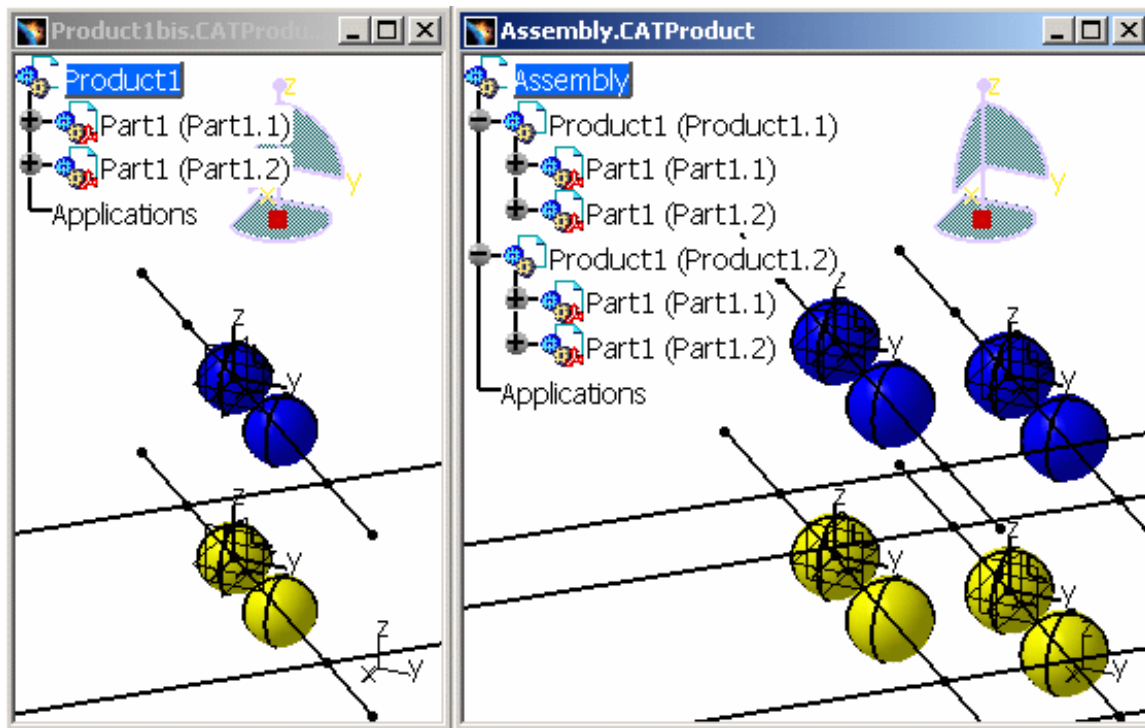 Product1bis.CATProdu...
Product1
Part1 (Part1.1)
Part1 (Part1.2)
Applications
z
y
x
z
y
z
y
z
x
y
Assembly.CATProduct
Assembly
Product1 (Product1.1)
Part1 (Part1.1)
Part1 (Part1.2)
Product1 (Product1.2)
Part1 (Part1.1)
Part1 (Part1.2)
Applications
z
y
x
z
y
z
y
z
y
z
y
z
x
y